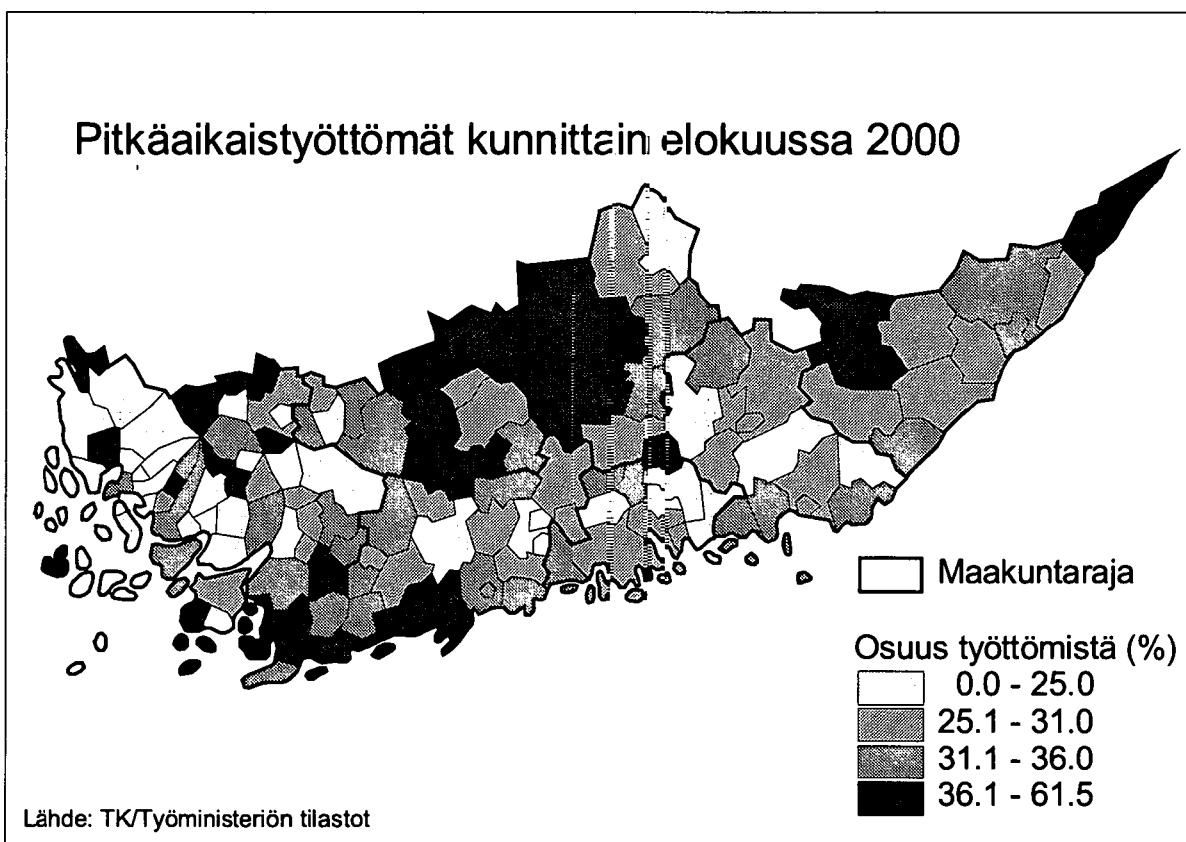 Pitkäaikaistyöttömät kunnittain elokuussa 2000
Maakuntaraja
Osuus työttömistä (%)
0.0 - 25.0
25.1 - 31.0
31.1 - 36.0
36.1 - 61.5
Lähde: TK/Työministeriön tilastot